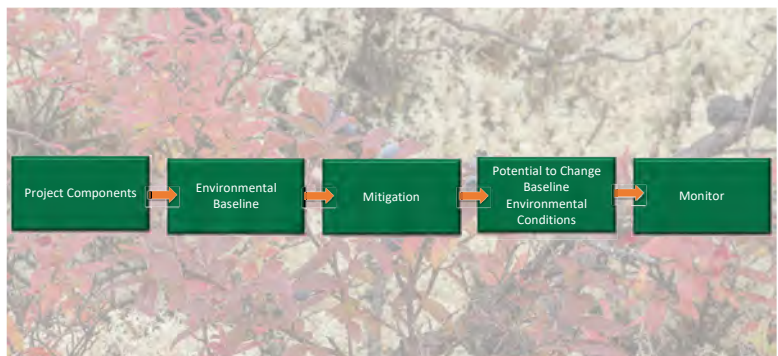 Project Components
Environmental
Baseline
Mitigation
Potential to Change
Baseline
Environmental
Conditions
Monitor